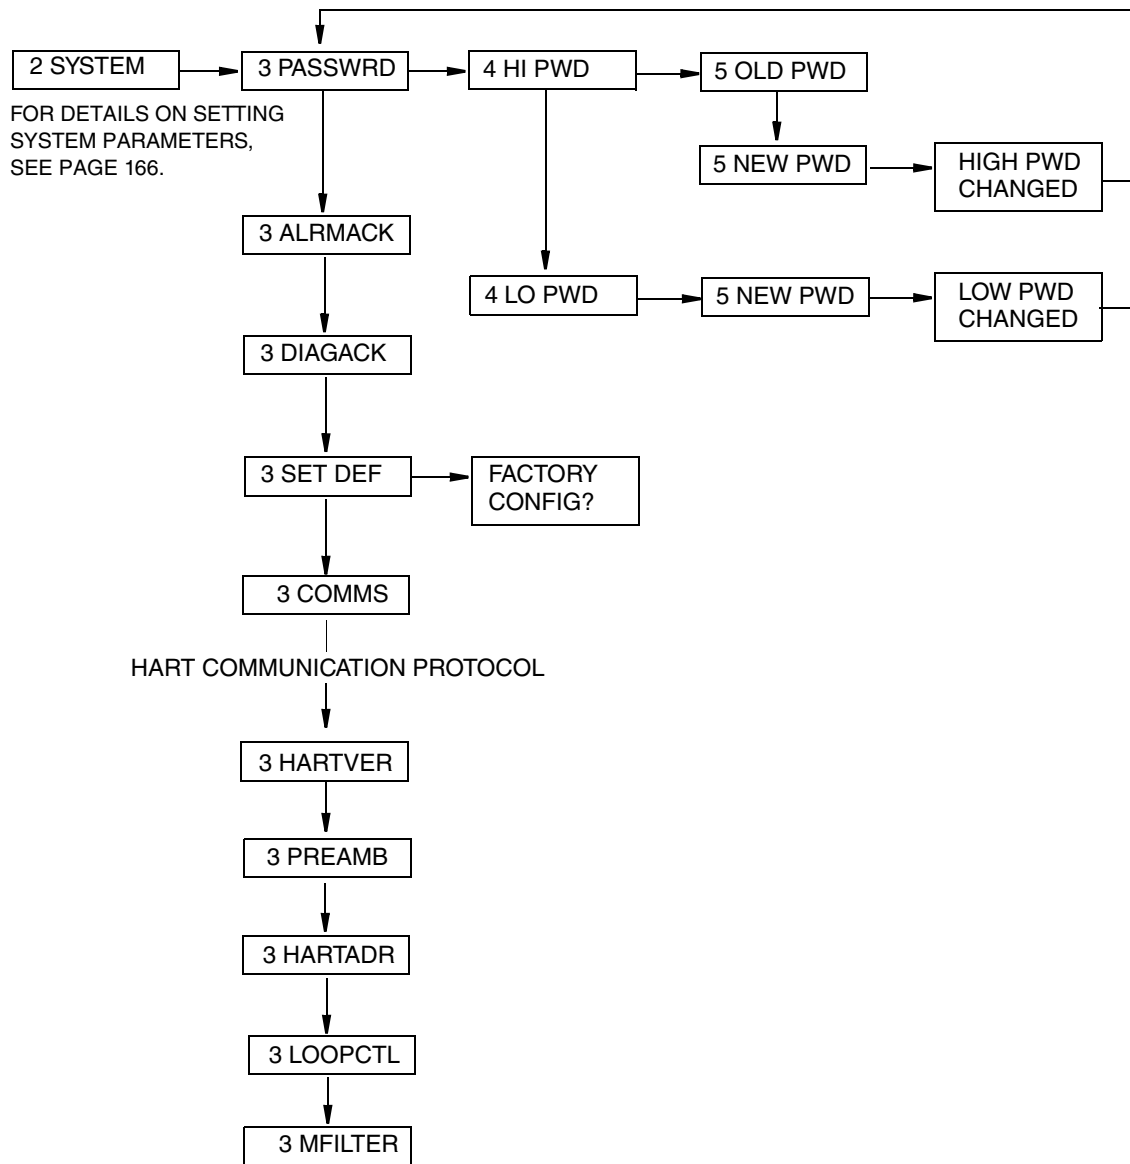 2 SYSTEM
3 PASSWRD
4 HI PWD
5 OLD PWD
FOR DETAILS ON SETTING
SYSTEM PARAMETERS,
SEE PAGE 166.
5 NEW PWD
HIGH PWD
CHANGED
3 ALRMACK
4 LO PWD
5 NEW PWD
LOW PWD
CHANGED
3 DIAGACK
3 SET DEF
FACTORY
CONFIG?
3 COMMS
HART COMMUNICATION PROTOCOL
3 HARTVER
3 PREAMB
3 HARTADR
3 LOOPCTL
3 MFILTER